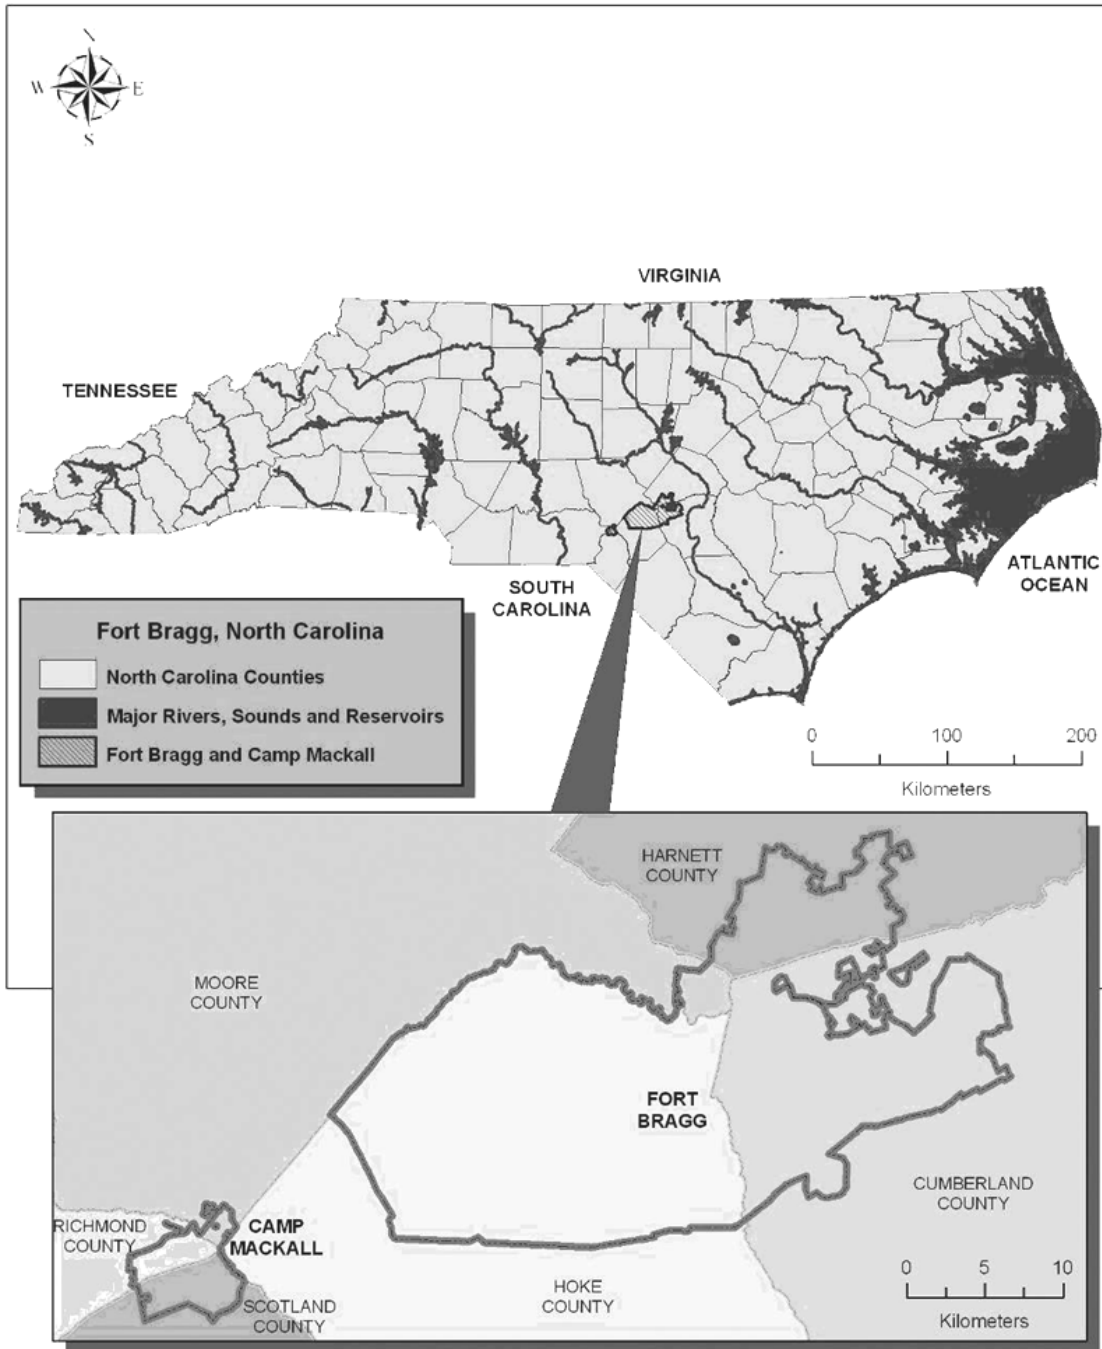 N
W E
S
VIRGINIA
TENNESSEE
SOUTH
CAROLINA
ATLANTIC
OCEAN
Fort Bragg, North Carolina
North Carolina Counties
Major Rivers, Sounds and Reservoirs
Fort Bragg and Camp Mackall
0 100 200
Kilometers
HARNETT
COUNTY
MOORE
COUNTY
FORT
BRAGG
CUMBERLAND
COUNTY
RICHMOND
COUNTY
CAMP
MACKALL
SCOTLAND
COUNTY
HOKE
COUNTY
0 5 10
Kilometers